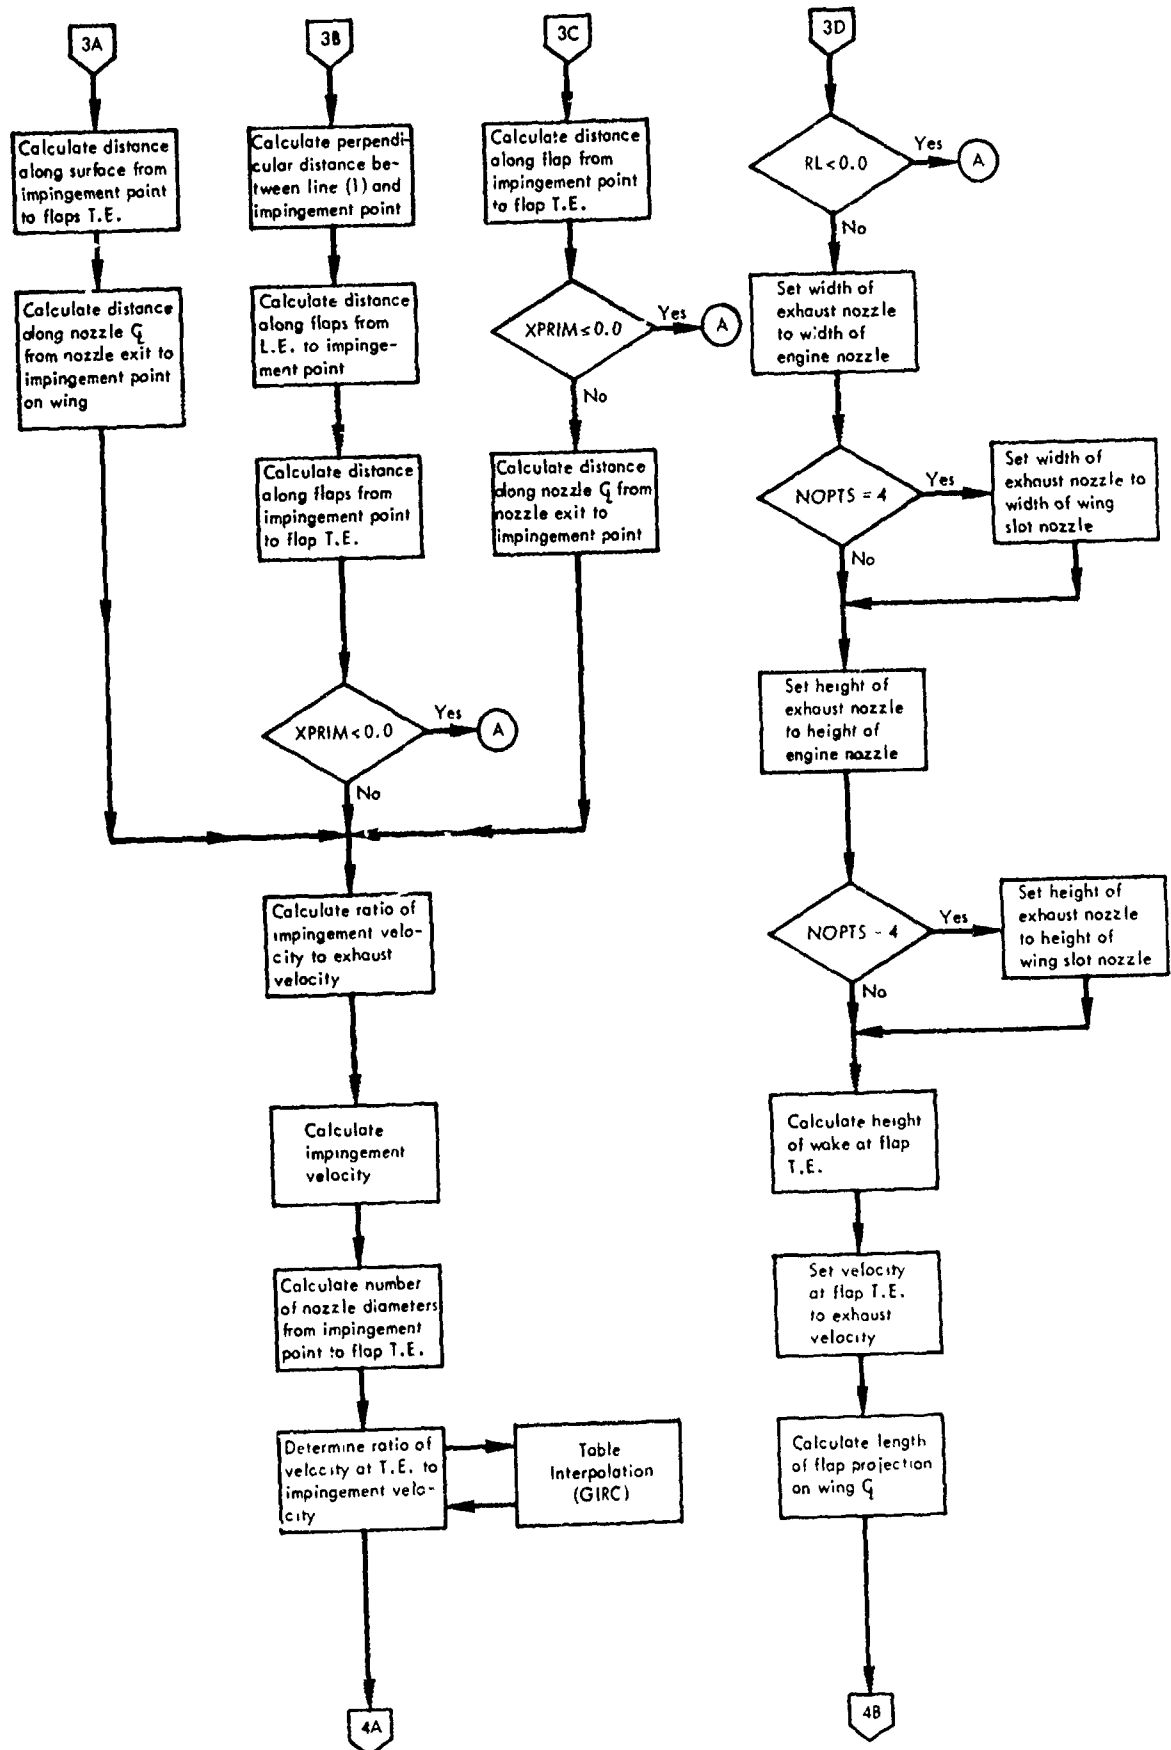 3A
Calculate distance
along surface from
impingement point
to flaps T.E.
Calculate distance
along nozzle ℄
from nozzle exit to
impingement point
on wing
3B
Calculate perpendi-
cular distance be-
tween line (1) and
impingement point
Calculate distance
along flaps from
L.E. to impinge-
ment point
Calculate distance
along flaps from
impingement point
to flap T.E.
XPRIM < 0.0
Yes
A
No
3C
Calculate distance
along flap from
impingement point
to flap T.E.
XPRIM ≤ 0.0
Yes
A
No
Calculate distance
along nozzle ℄ from
nozzle exit to
impingement point
Calculate ratio of
impingement velo-
city to exhaust
velocity
Calculate
impingement
velocity
Calculate number
of nozzle diameters
from impingement
point to flap T.E.
Determine ratio of
velocity at T.E. to
impingement velo-
city
Table
Interpolation
(GIRC)
4A
3D
RL < 0.0
Yes
A
No
Set width of
exhaust nozzle
to width of
engine nozzle
NOPTS = 4
Yes
Set width of
exhaust nozzle to
width of wing
slot nozzle
No
Set height of
exhaust nozzle
to height of
engine nozzle
NOPTS - 4
Yes
Set height of
exhaust nozzle
to height of
wing slot nozzle
No
Calculate height
of wake at flap
T.E.
Set velocity
at flap T.E.
to exhaust
velocity
Calculate length
of flap projection
on wing ℄
4B